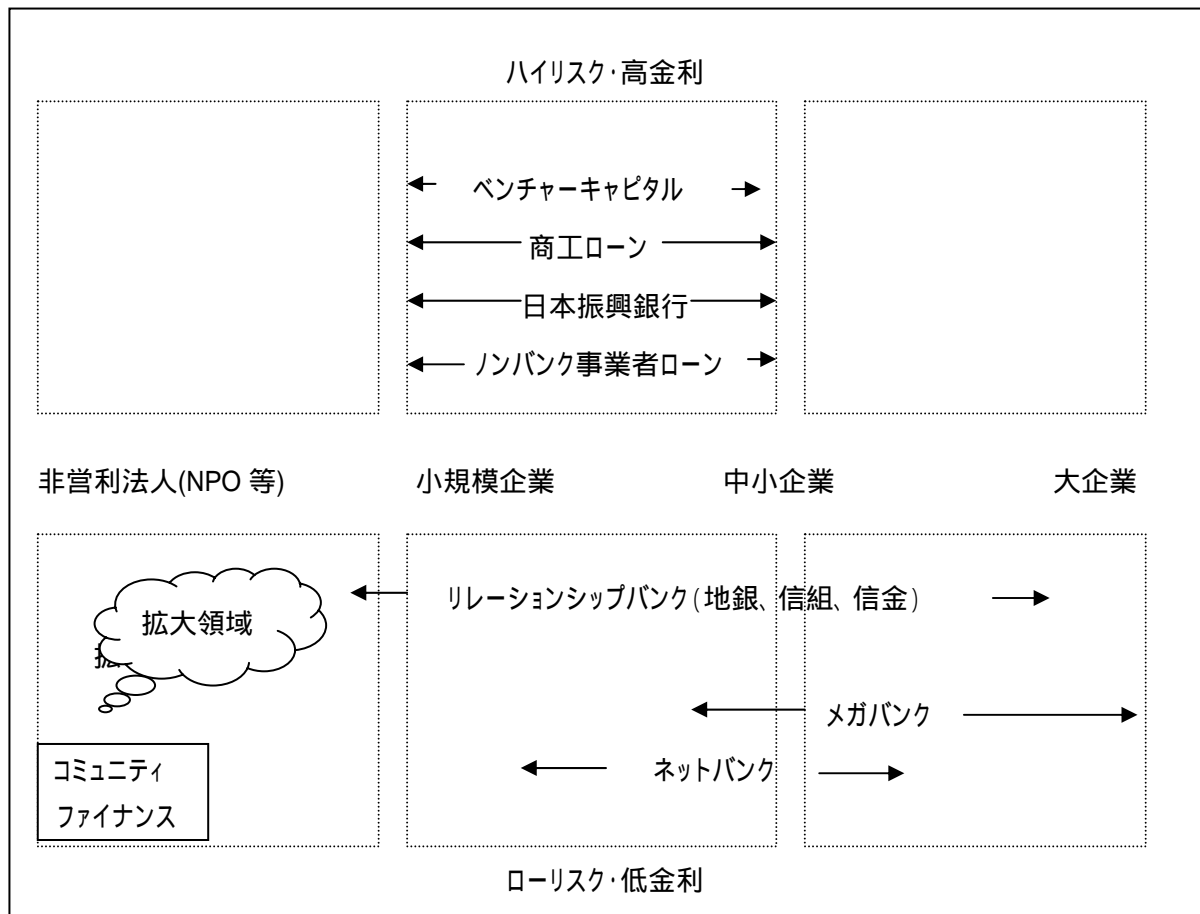 ハイリスク・高金利
ベンチャーキャピタル
商工ローン
日本振興銀行
ノンバンク事業者ローン
非営利法人(NPO 等) 小規模企業 中小企業 大企業
リレーションシップバンク(地銀、信組、信金)
拡大領域
メガバンク
ネットバンク
コミュニティ
ファイナンス
ローリスク・低金利